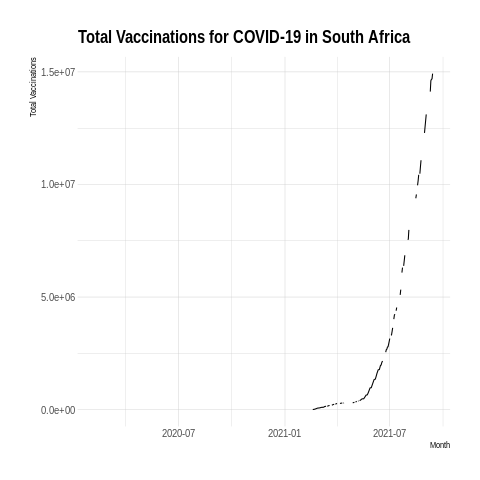 Total Vaccinations for COVID-19 in South Africa
Total Vaccinations
1.5e+07
1.0e+07
5.0e+06
0.0e+00
2020-07 2021-01 2021-07
Month